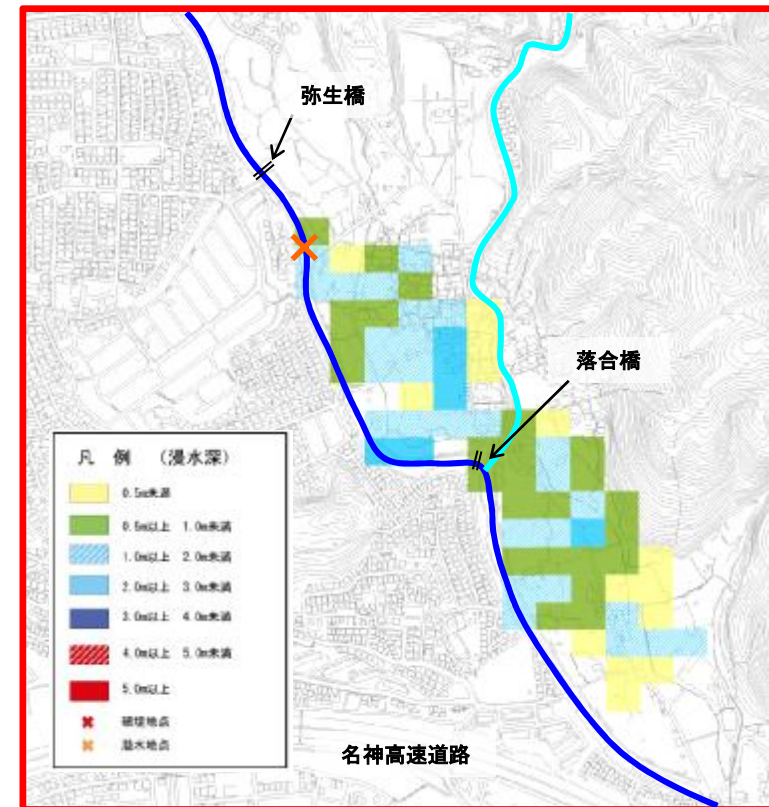 弥生橋
落合橋
凡 例 （浸水深）
0.5m未満
0.5m以上 1.0m未満
1.0m以上 2.0m未満
2.0m以上 3.0m未満
3.0m以上 4.0m未満
4.0m以上 5.0m未満
5.0m以上
破堤地点
溢水地点
名神高速道路